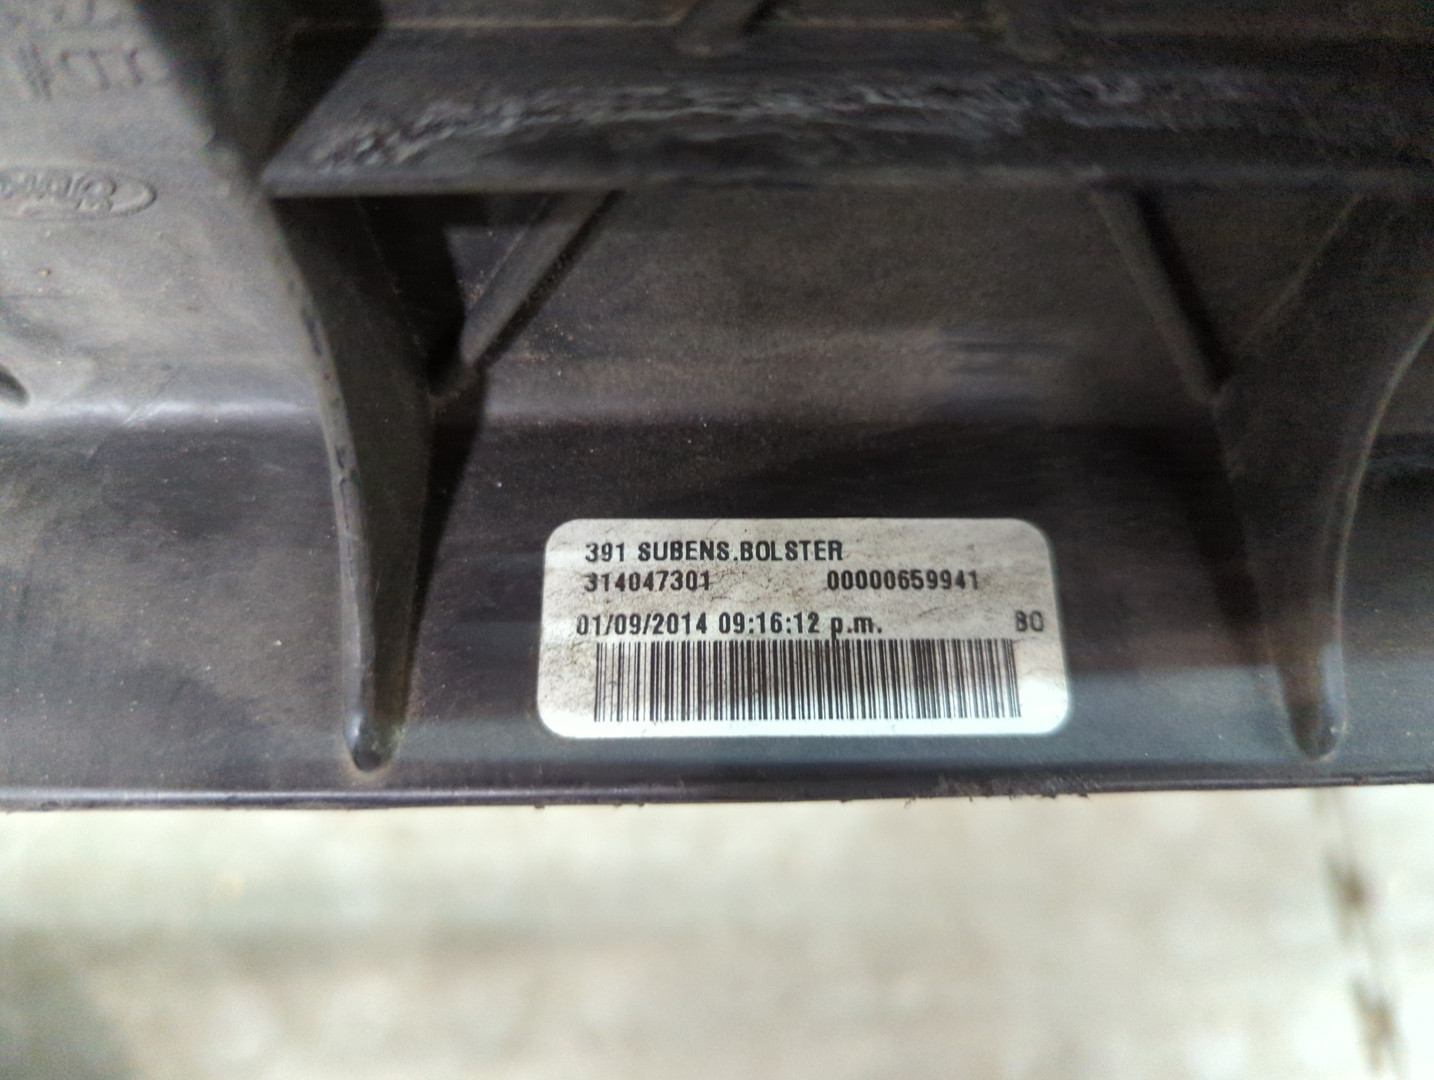 391 SUBENS.BOLSTER
314047301 00000659941
01/09/2014 09:16:12 p.m. BO